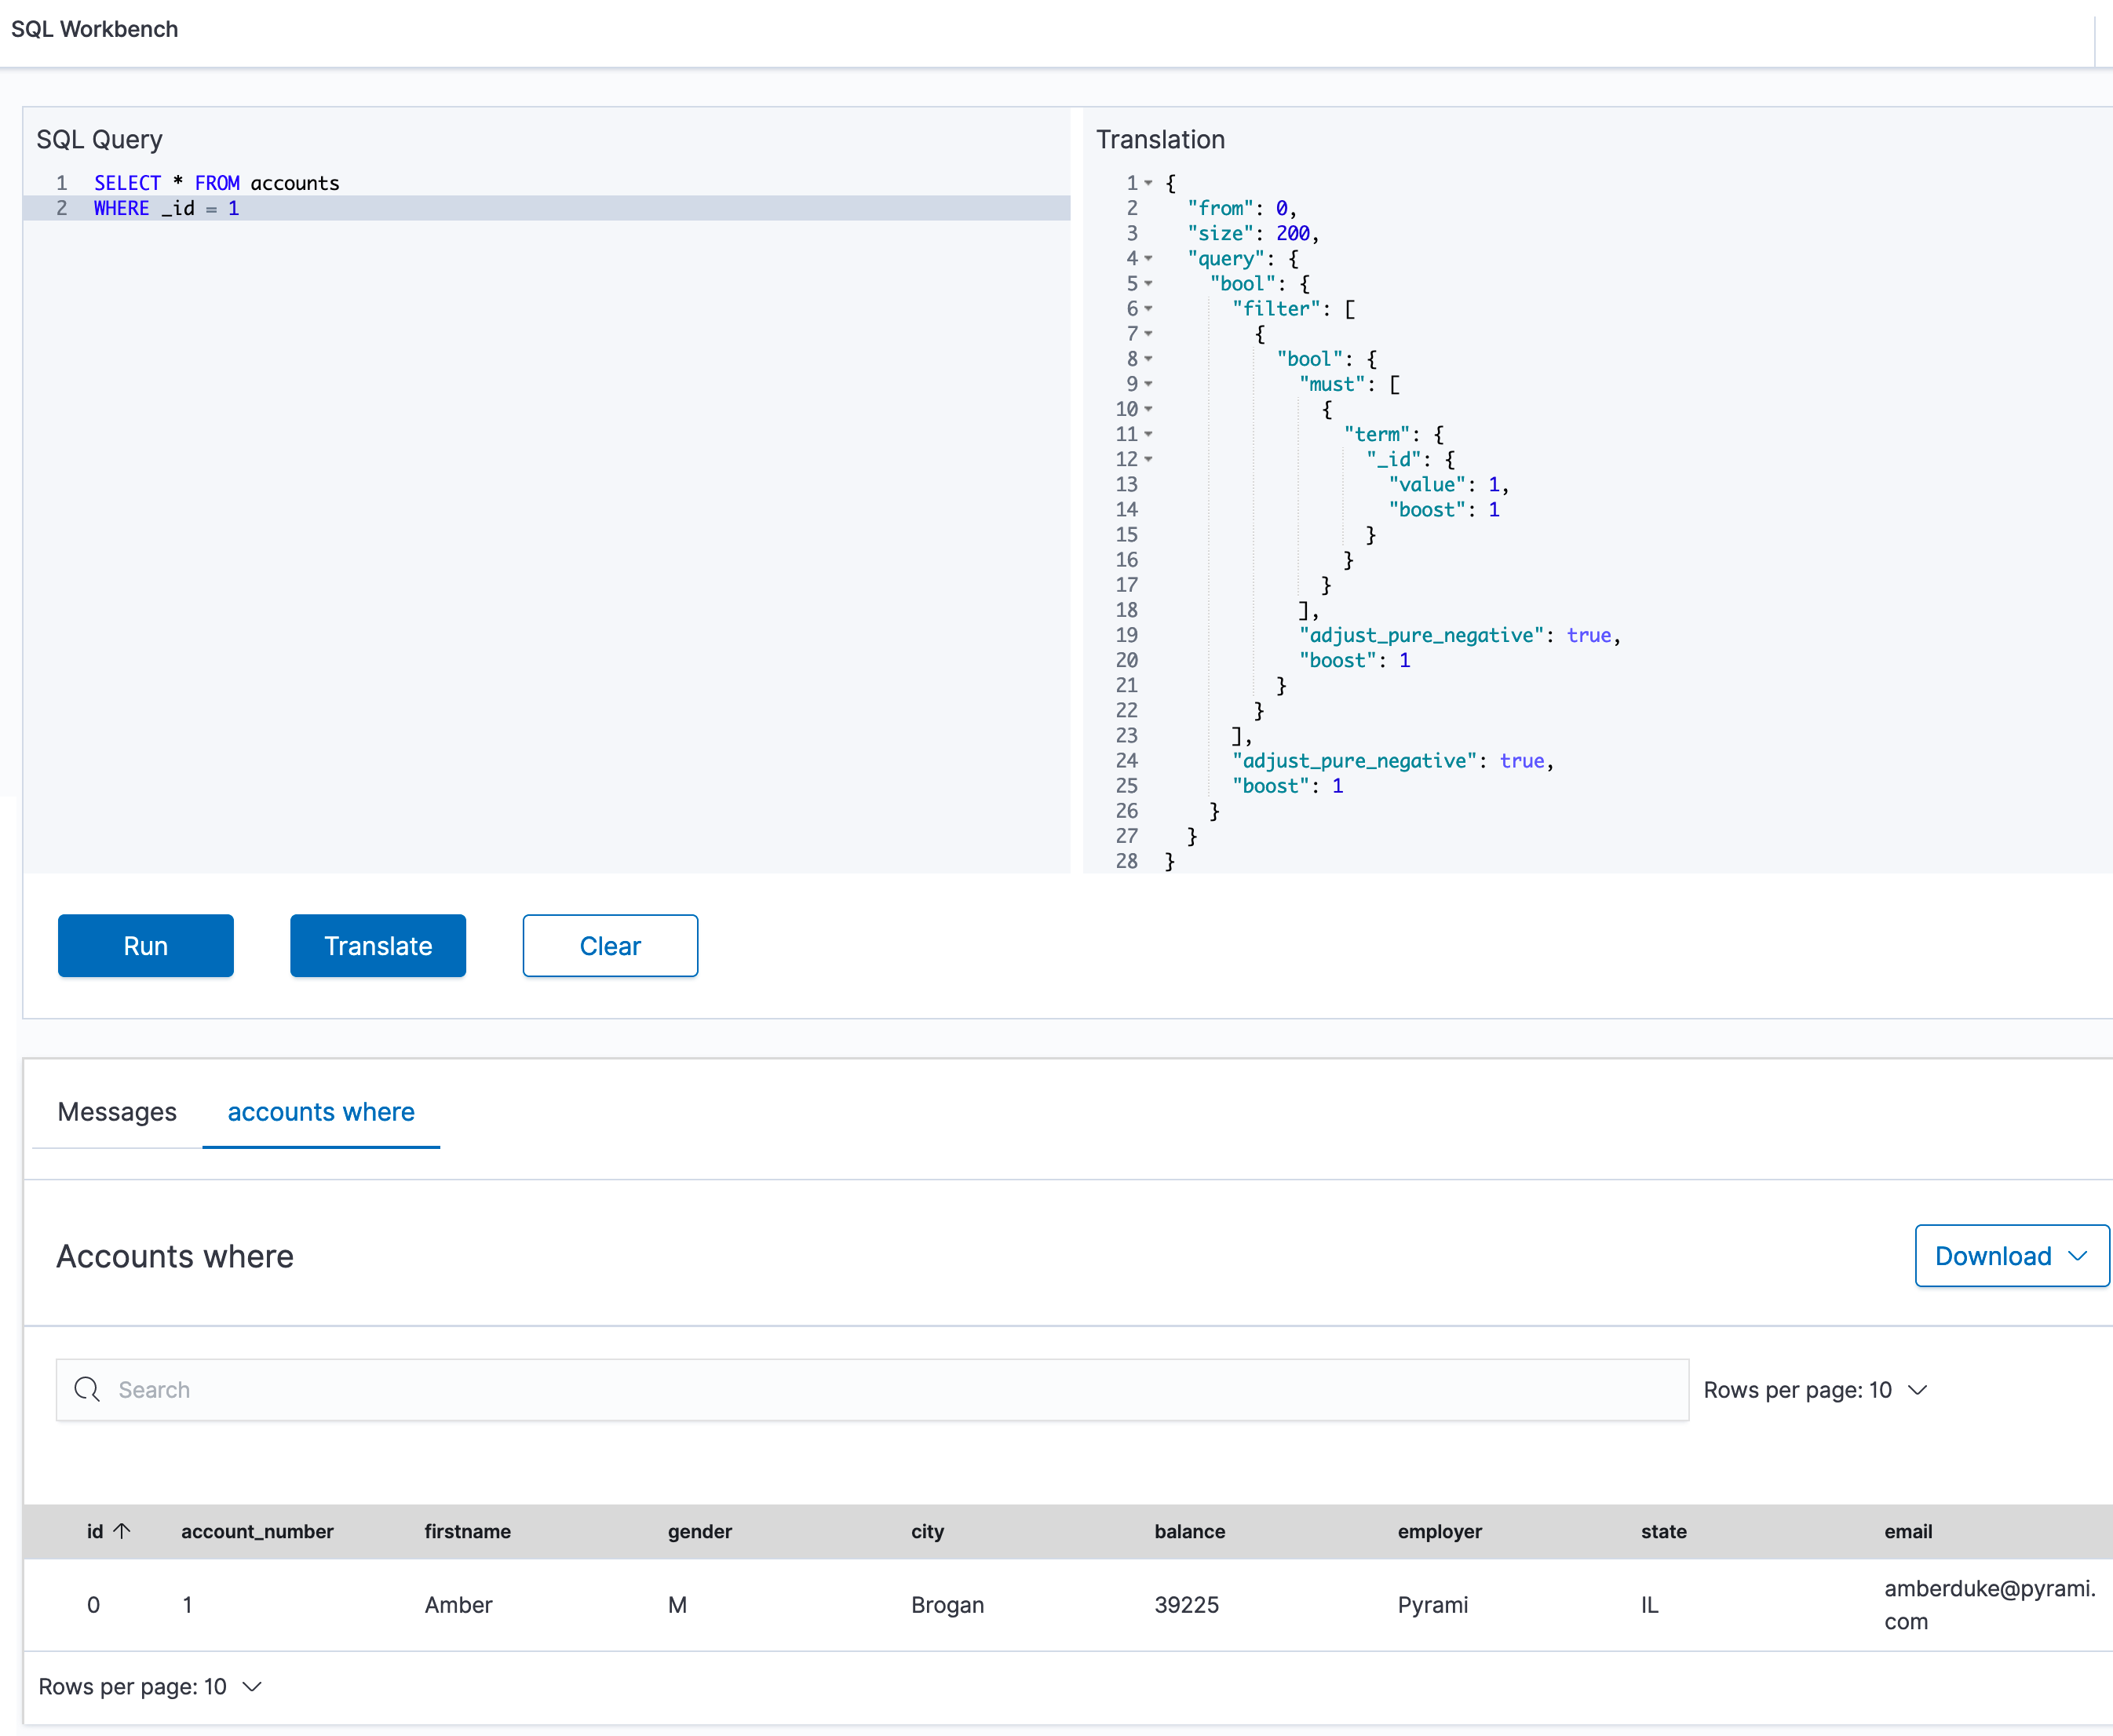 SQL Workbench
SQL Query
1 SELECT * FROM accounts
2 WHERE _id = 1
Translation
1 {
2 "from": 0,
3 "size": 200,
4 "query": {
5 "bool": {
6 "filter": [
7 {
8 "bool": {
9 "must": [
10 {
11 "term": {
12 "_id": {
13 "value": 1,
14 "boost": 1
15 }
16 }
17 }
18 ],
19 "adjust_pure_negative": true,
20 "boost": 1
21 }
22 }
23 ],
24 "adjust_pure_negative": true,
25 "boost": 1
26 }
27 }
28 }
Run Translate Clear
Messages accounts where
Accounts where Download
Search Rows per page: 10
id account_number firstname gender city balance employer state email
0 1 Amber M Brogan 39225 Pyrami IL amberduke@pyrami.
com
Rows per page: 10